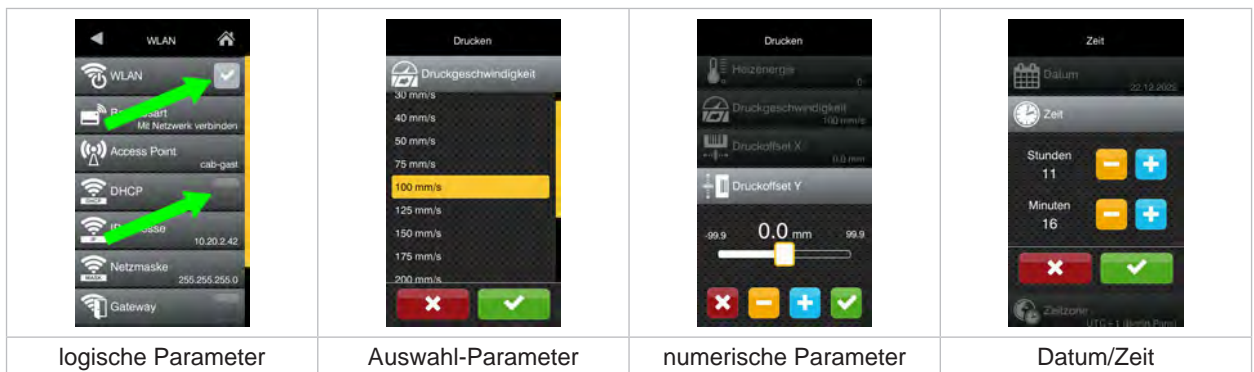 WLAN
WLAN
Mit Netzwerk verbinden
Access Point
cab-gast
DHCP
DHCP
IP
10.20.2.42
Netzmaske
MASK
255.255.255.0
Gateway
logische Parameter
Drucken
Druckgeschwindigkeit
30 mm/s
40 mm/s
50 mm/s
75 mm/s
100 mm/s
125 mm/s
150 mm/s
175 mm/s
200 mm/s
Auswahl-Parameter
Drucken
Heizenergie
0
Druckgeschwindigkeit
100 mm/s
Druckoffset X
0.0 mm
Druckoffset Y
-99.9 0.0 mm 99.9
numerische Parameter
Zeit
Datum
22.12.2022
Zeit
Stunden
11
Minuten
16
Zeitzone
Datum/Zeit